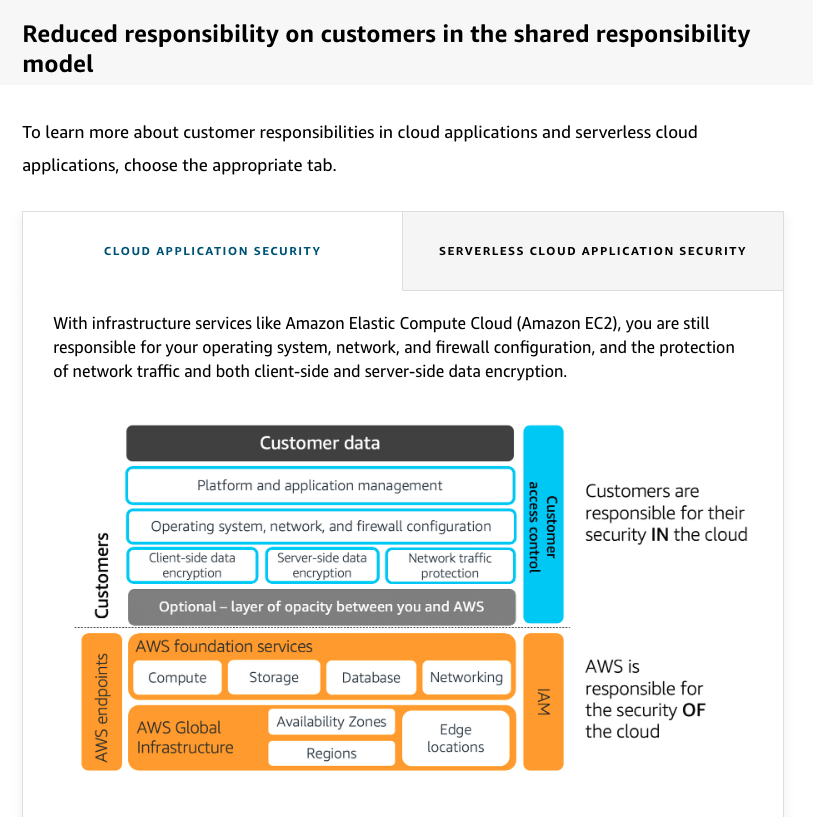 Reduced responsibility on customers in the shared responsibility
model
To learn more about customer responsibilities in cloud applications and serverless cloud
applications, choose the appropriate tab.
CLOUD APPLICATION SECURITY
SERVERLESS CLOUD APPLICATION SECURITY
With infrastructure services like Amazon Elastic Compute Cloud (Amazon EC2), you are still
responsible for your operating system, network, and firewall configuration, and the protection
of network traffic and both client-side and server-side data encryption.
Customers
Customer data
Platform and application management
Operating system, network, and firewall configuration
Client-side data
encryption
Server-side data
encryption
Network traffic
protection
Optional – layer of opacity between you and AWS
Customer
access control
Customers are
responsible for their
security IN the cloud
AWS endpoints
AWS foundation services
Compute
Storage
Database
Networking
AWS Global
Infrastructure
Availability Zones
Regions
Edge
locations
IAM
AWS is
responsible for
the security OF
the cloud